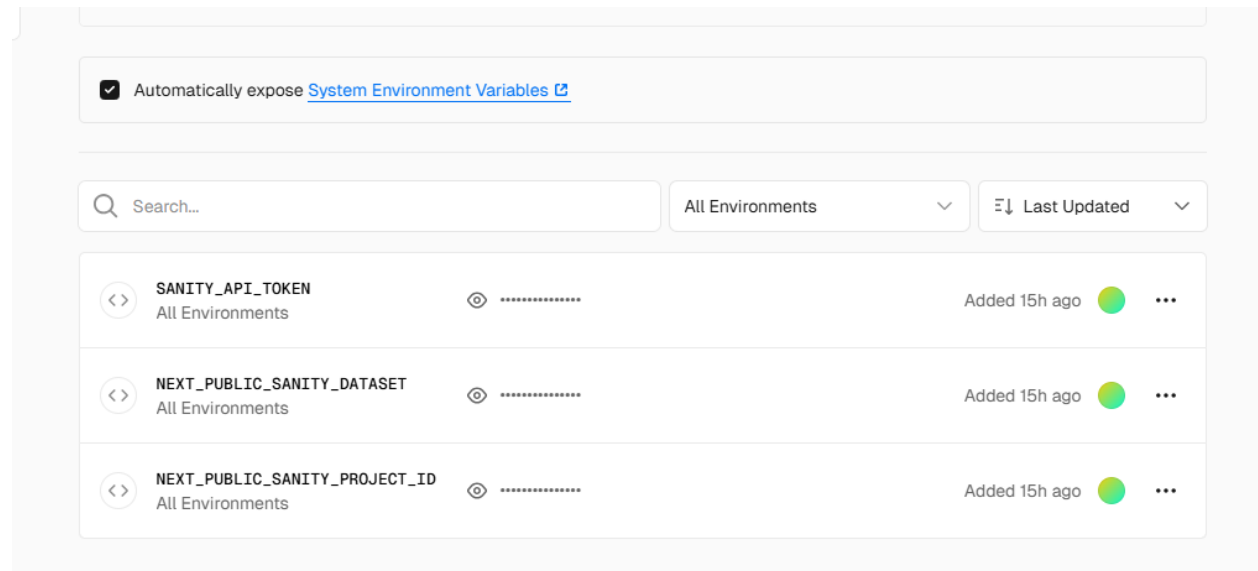 Automatically expose System Environment Variables
Search...
All Environments
Last Updated
SANITY_API_TOKEN
All Environments
•••••••••••••••
Added 15h ago
NEXT_PUBLIC_SANITY_DATASET
All Environments
•••••••••••••••
Added 15h ago
NEXT_PUBLIC_SANITY_PROJECT_ID
All Environments
•••••••••••••••
Added 15h ago